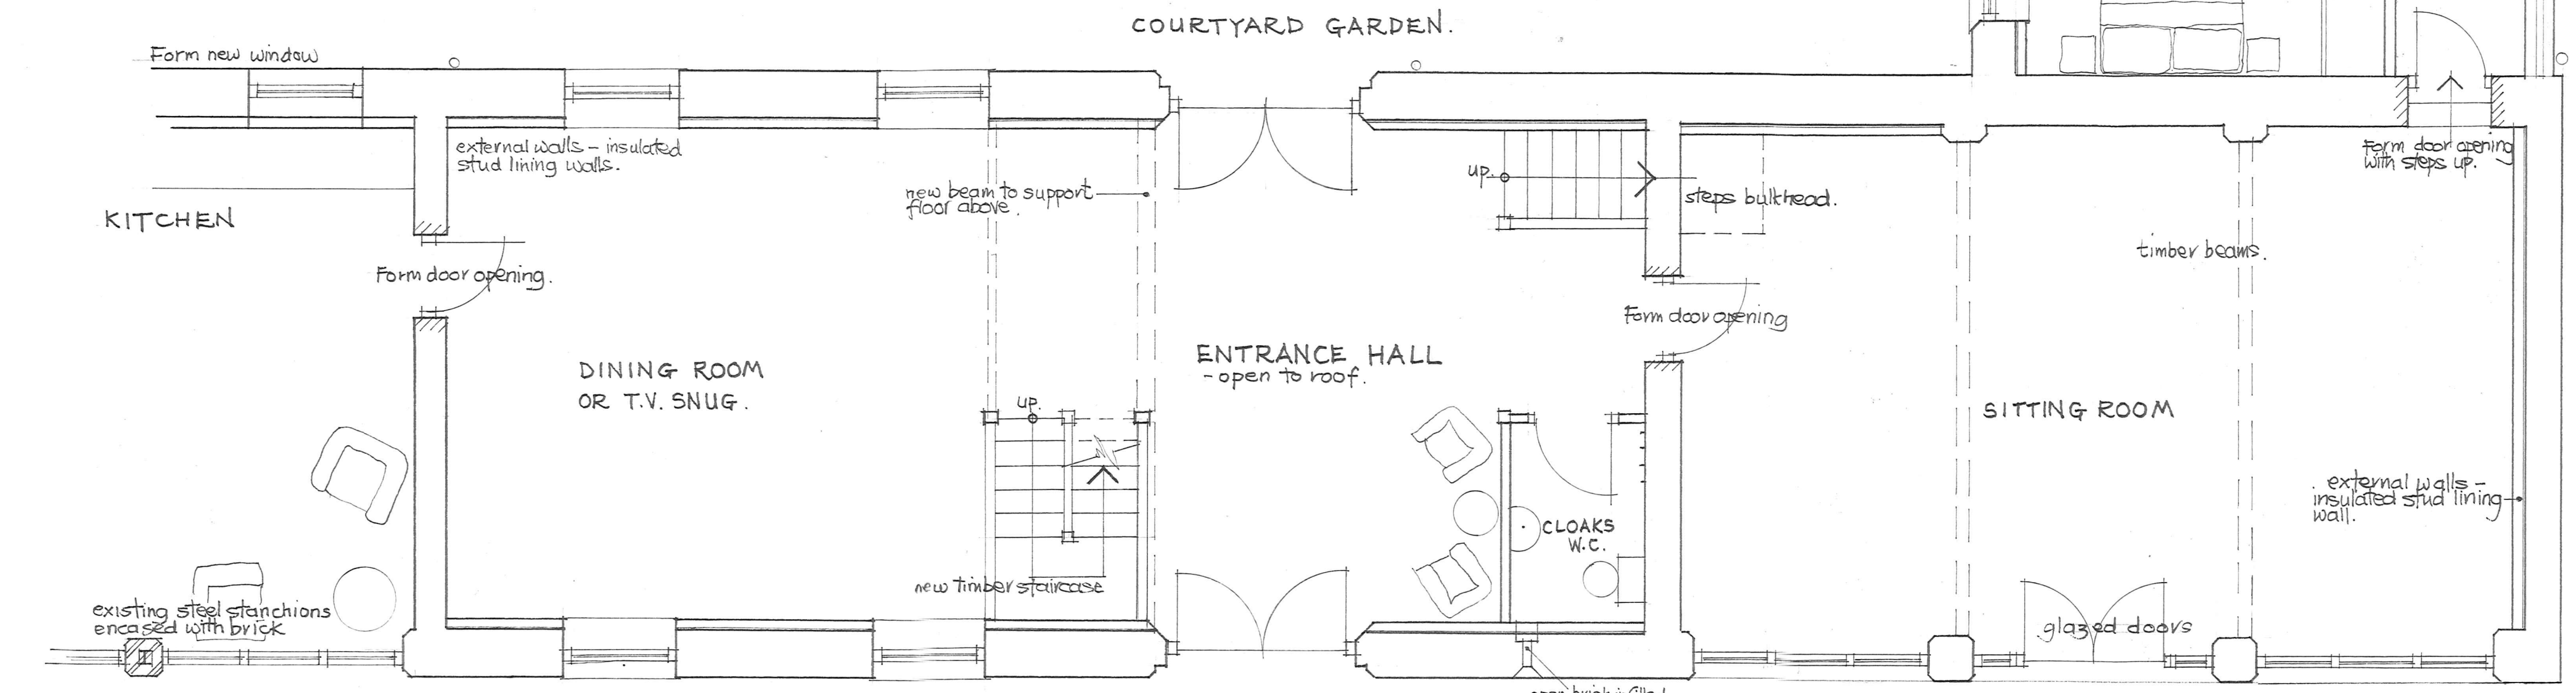 COURTYARD GARDEN.
Form new window
external walls - insulated
stud lining walls.
new beam to support
floor above.
up.
steps bulkhead.
Form door opening
with steps up.
KITCHEN
Form door opening.
timber beams.
Form door opening
ENTRANCE HALL
- open to roof.
DINING ROOM
OR T.V. SNUG.
up.
SITTING ROOM
external walls -
insulated stud lining
wall.
CLOAKS
W.C.
new timber staircase
existing steel stanchions
encased with brick
glazed doors